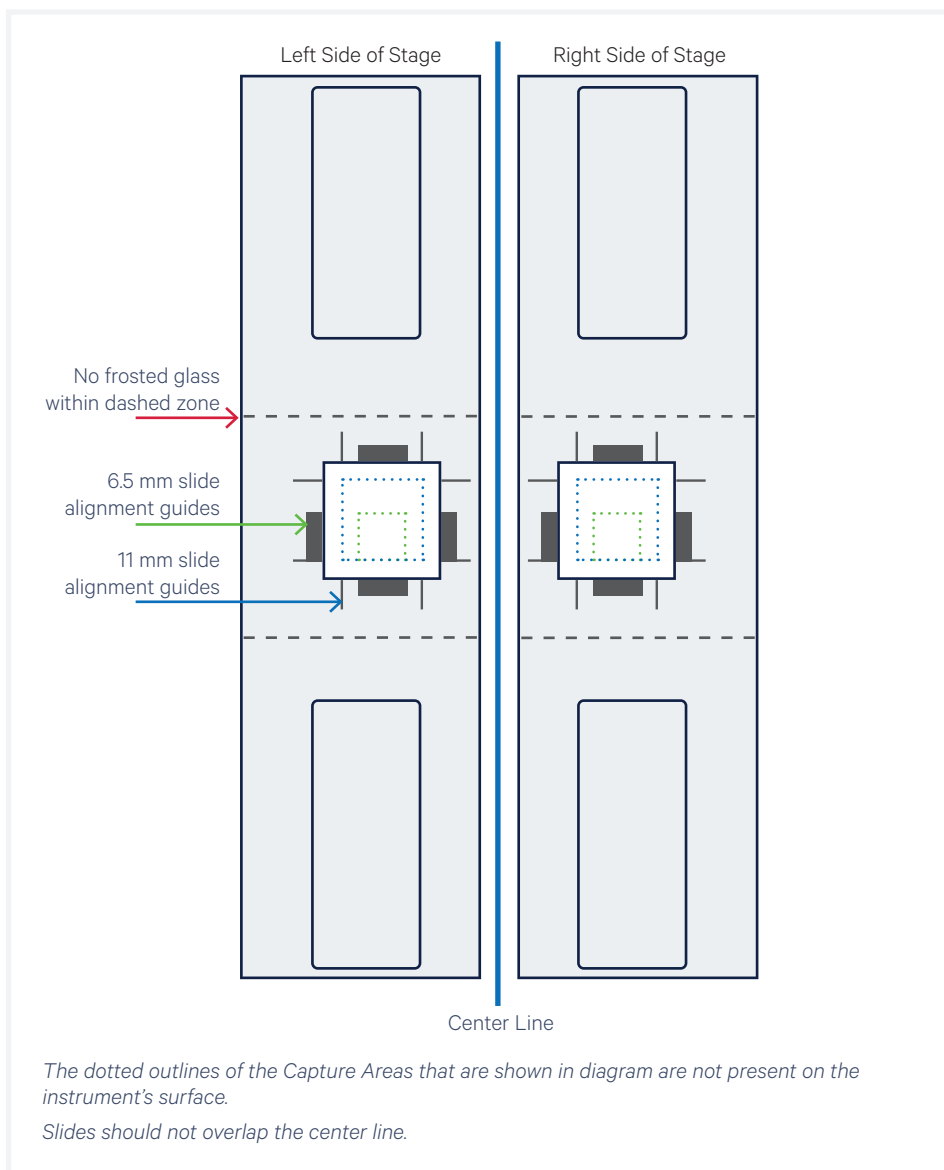 Left Side of Stage
Right Side of Stage
No frosted glass
within dashed zone
6.5 mm slide
alignment guides
11 mm slide
alignment guides
Center Line
The dotted outlines of the Capture Areas that are shown in diagram are not present on the
instrument's surface.
Slides should not overlap the center line.